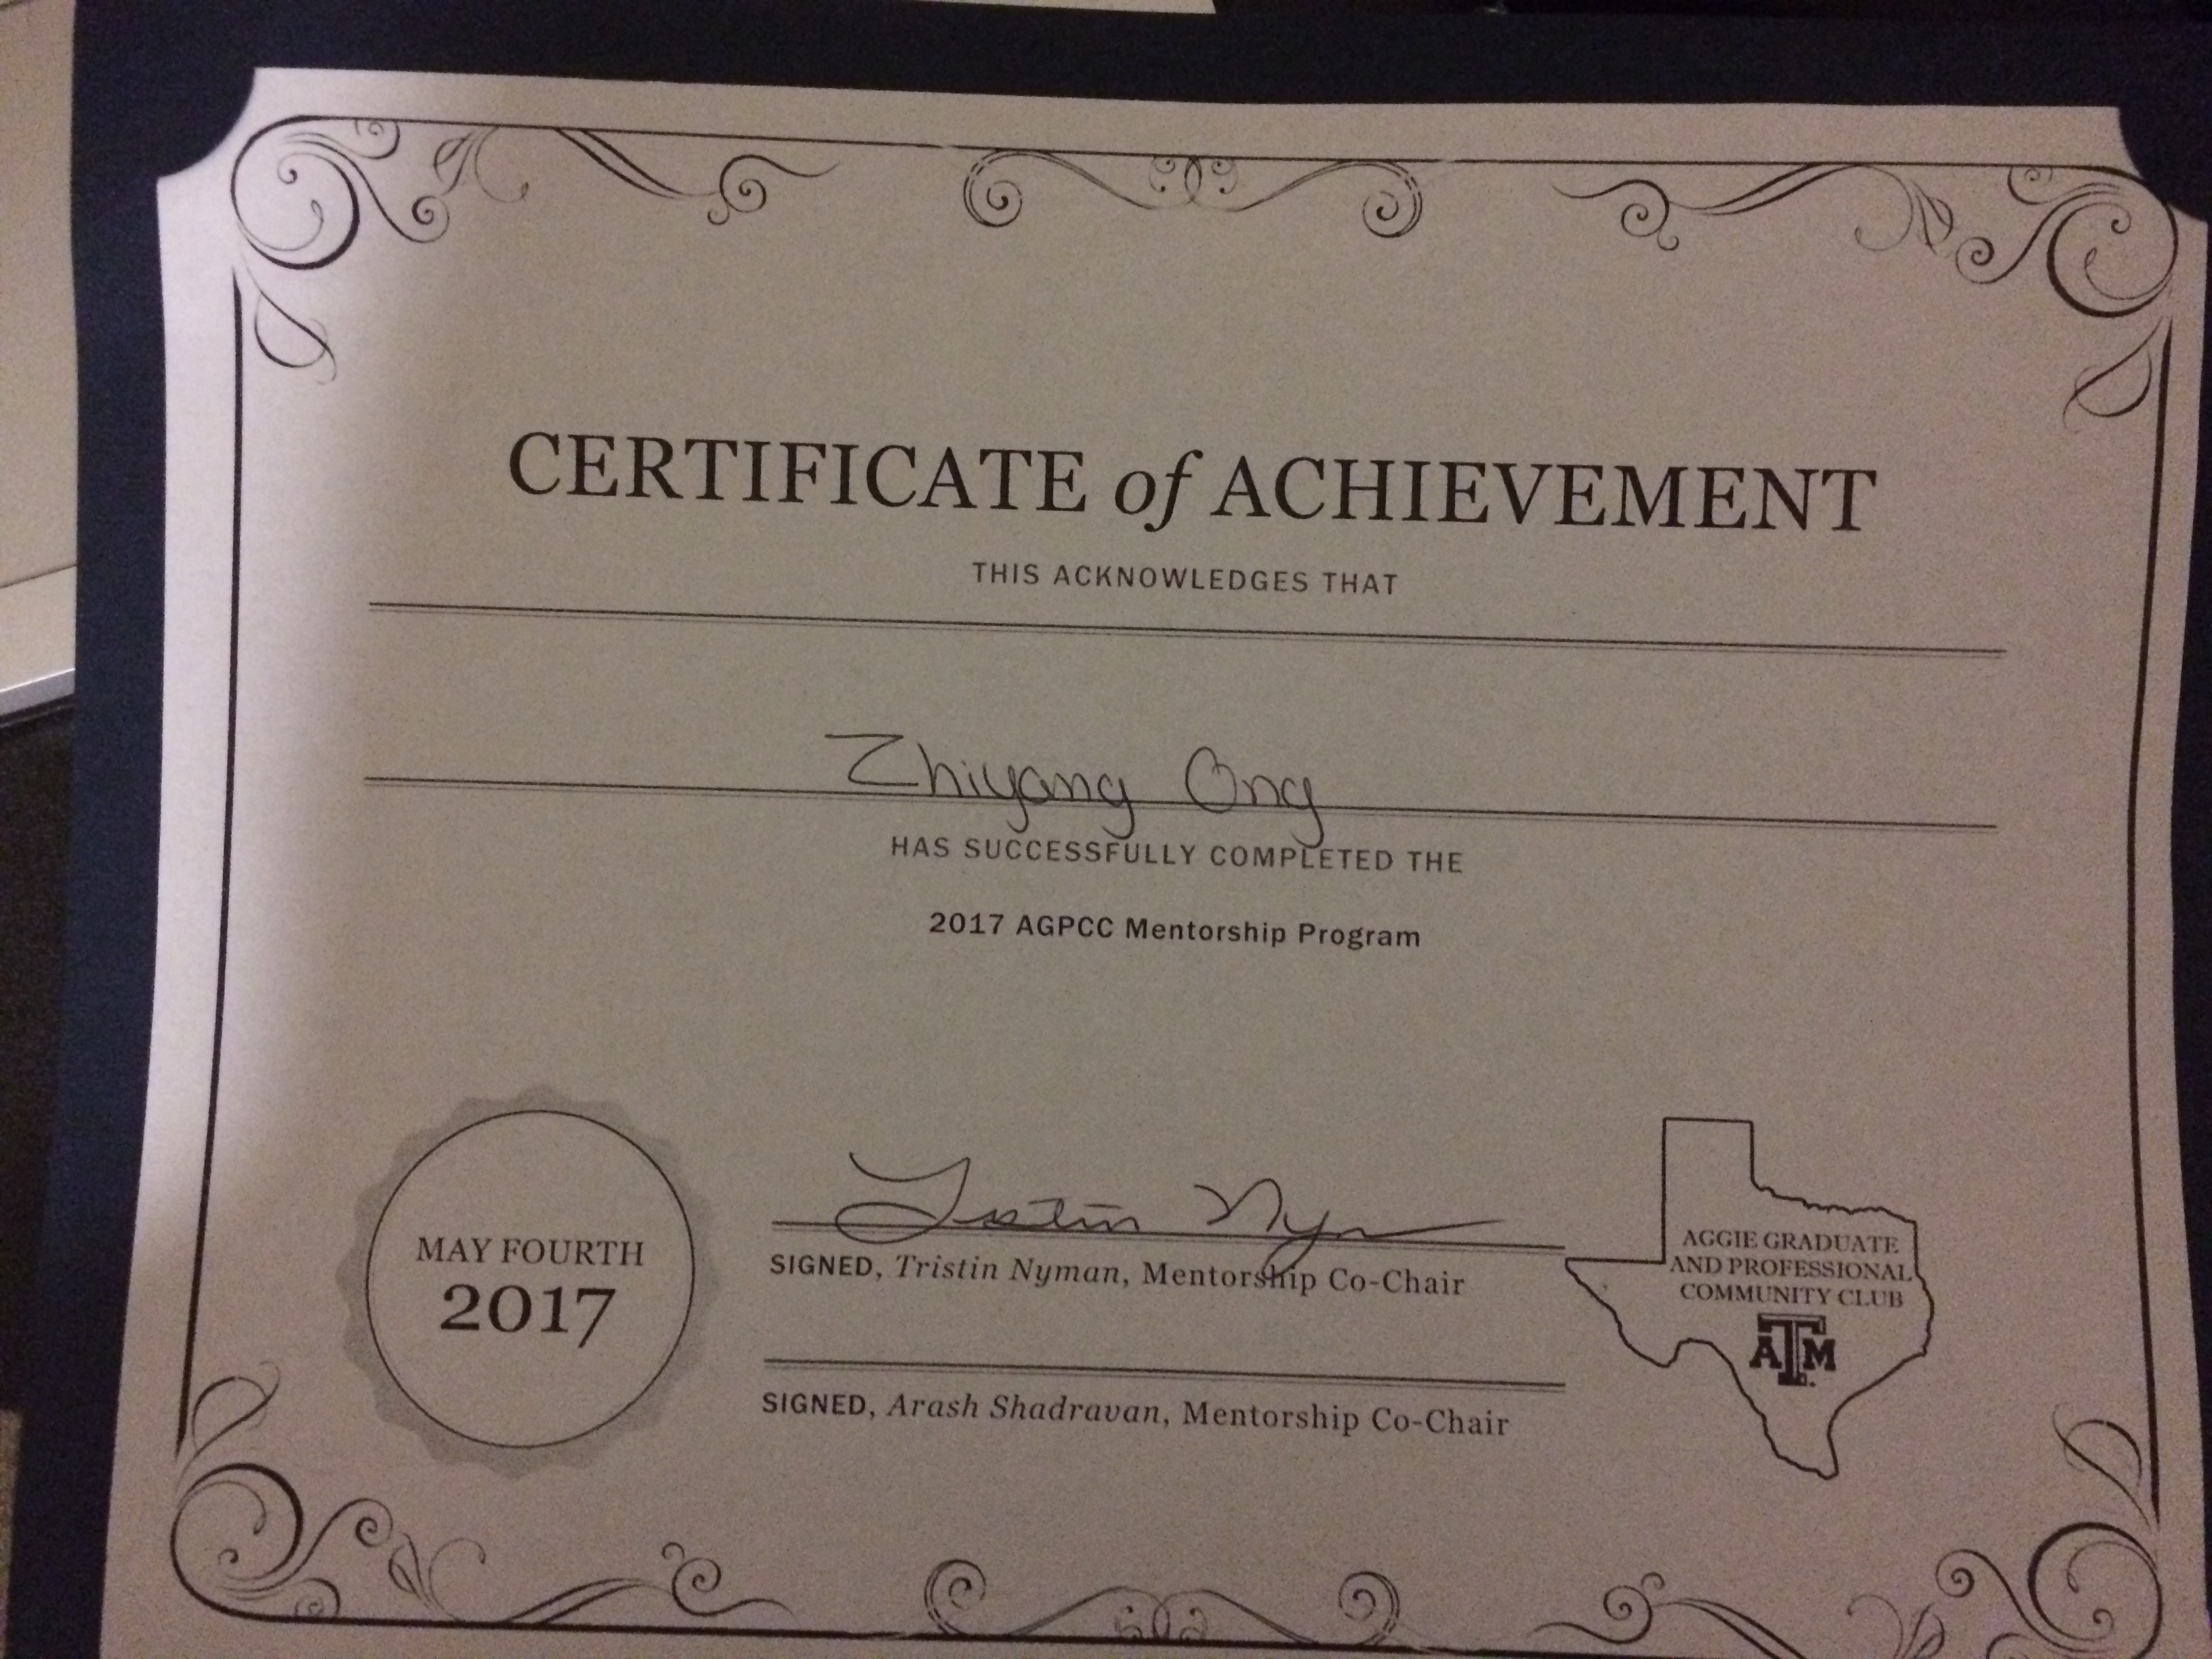 CERTIFICATE of ACHIEVEMENT
THIS ACKNOWLEDGES THAT
Zhiyang Ong
HAS SUCCESSFULLY COMPLETED THE
2017 AGPCC Mentorship Program
MAY FOURTH
2017
Tristin Nyman
SIGNED, Tristin Nyman, Mentorship Co-Chair
SIGNED, Arash Shadravan, Mentorship Co-Chair
AGGIE GRADUATE
AND PROFESSIONAL
COMMUNITY CLUB
ATM